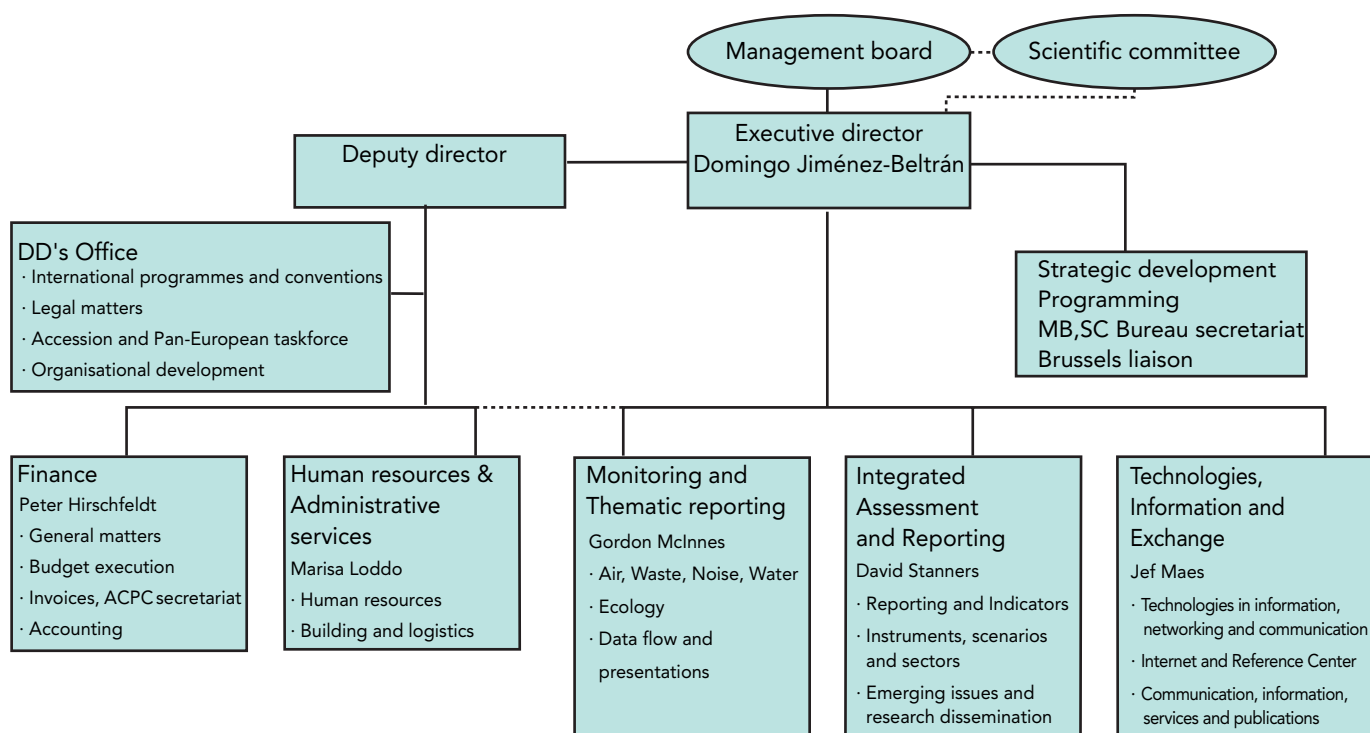 Management board
Scientific committee
Executive director
Domingo Jiménez-Beltrán
Deputy director
DD's Office
· International programmes and conventions
· Legal matters
· Accession and Pan-European taskforce
· Organisational development
Strategic development
Programming
MB,SC Bureau secretariat
Brussels liaison
Finance
Peter Hirschfeldt
· General matters
· Budget execution
· Invoices, ACPC secretariat
· Accounting
Human resources &
Administrative
services
Marisa Loddo
· Human resources
· Building and logistics
Monitoring and
Thematic reporting
Gordon McInnes
· Air, Waste, Noise, Water
· Ecology
· Data flow and
presentations
Integrated
Assessment
and Reporting
David Stanners
· Reporting and Indicators
· Instruments, scenarios
and sectors
· Emerging issues and
research dissemination
Technologies,
Information and
Exchange
Jef Maes
· Technologies in information,
networking and communication
· Internet and Reference Center
· Communication, information,
services and publications